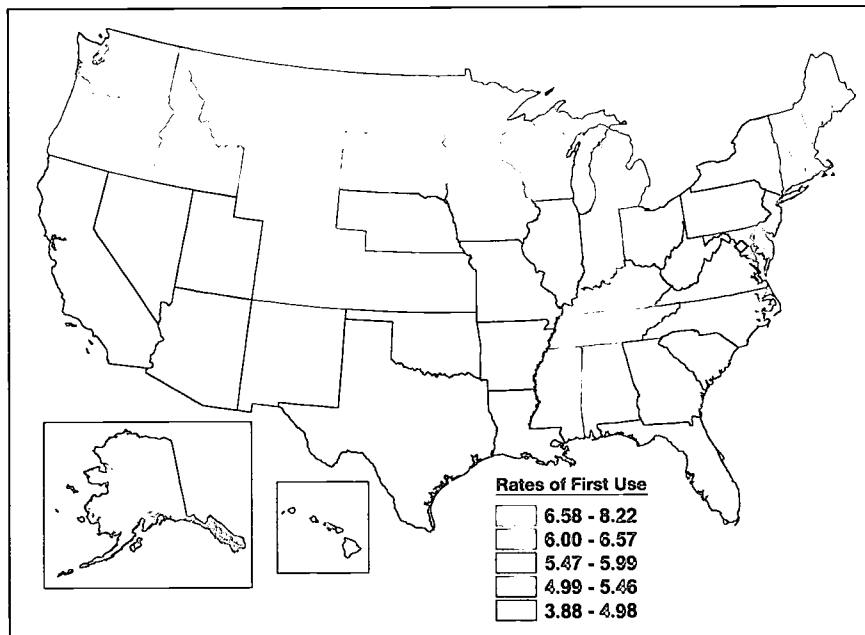 Rates of First Use
6.58 - 8.22
6.00 - 6.57
5.47 - 5.99
4.99 - 5.46
3.88 - 4.98